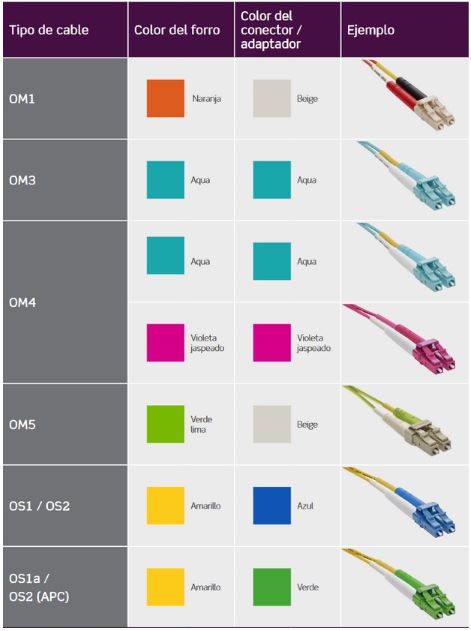 Tipo de cable
Color del forro
Color del
conector /
adaptador
Ejemplo
OM1
Naranja
Beige
OM3
Aqua
Aqua
OM4
Aqua
Aqua
Violeta
jaspeado
Violeta
jaspeado
OM5
Verde
lima
Beige
OS1 / OS2
Amarillo
Azul
OS1a /
OS2 (APC)
Amarillo
Verde